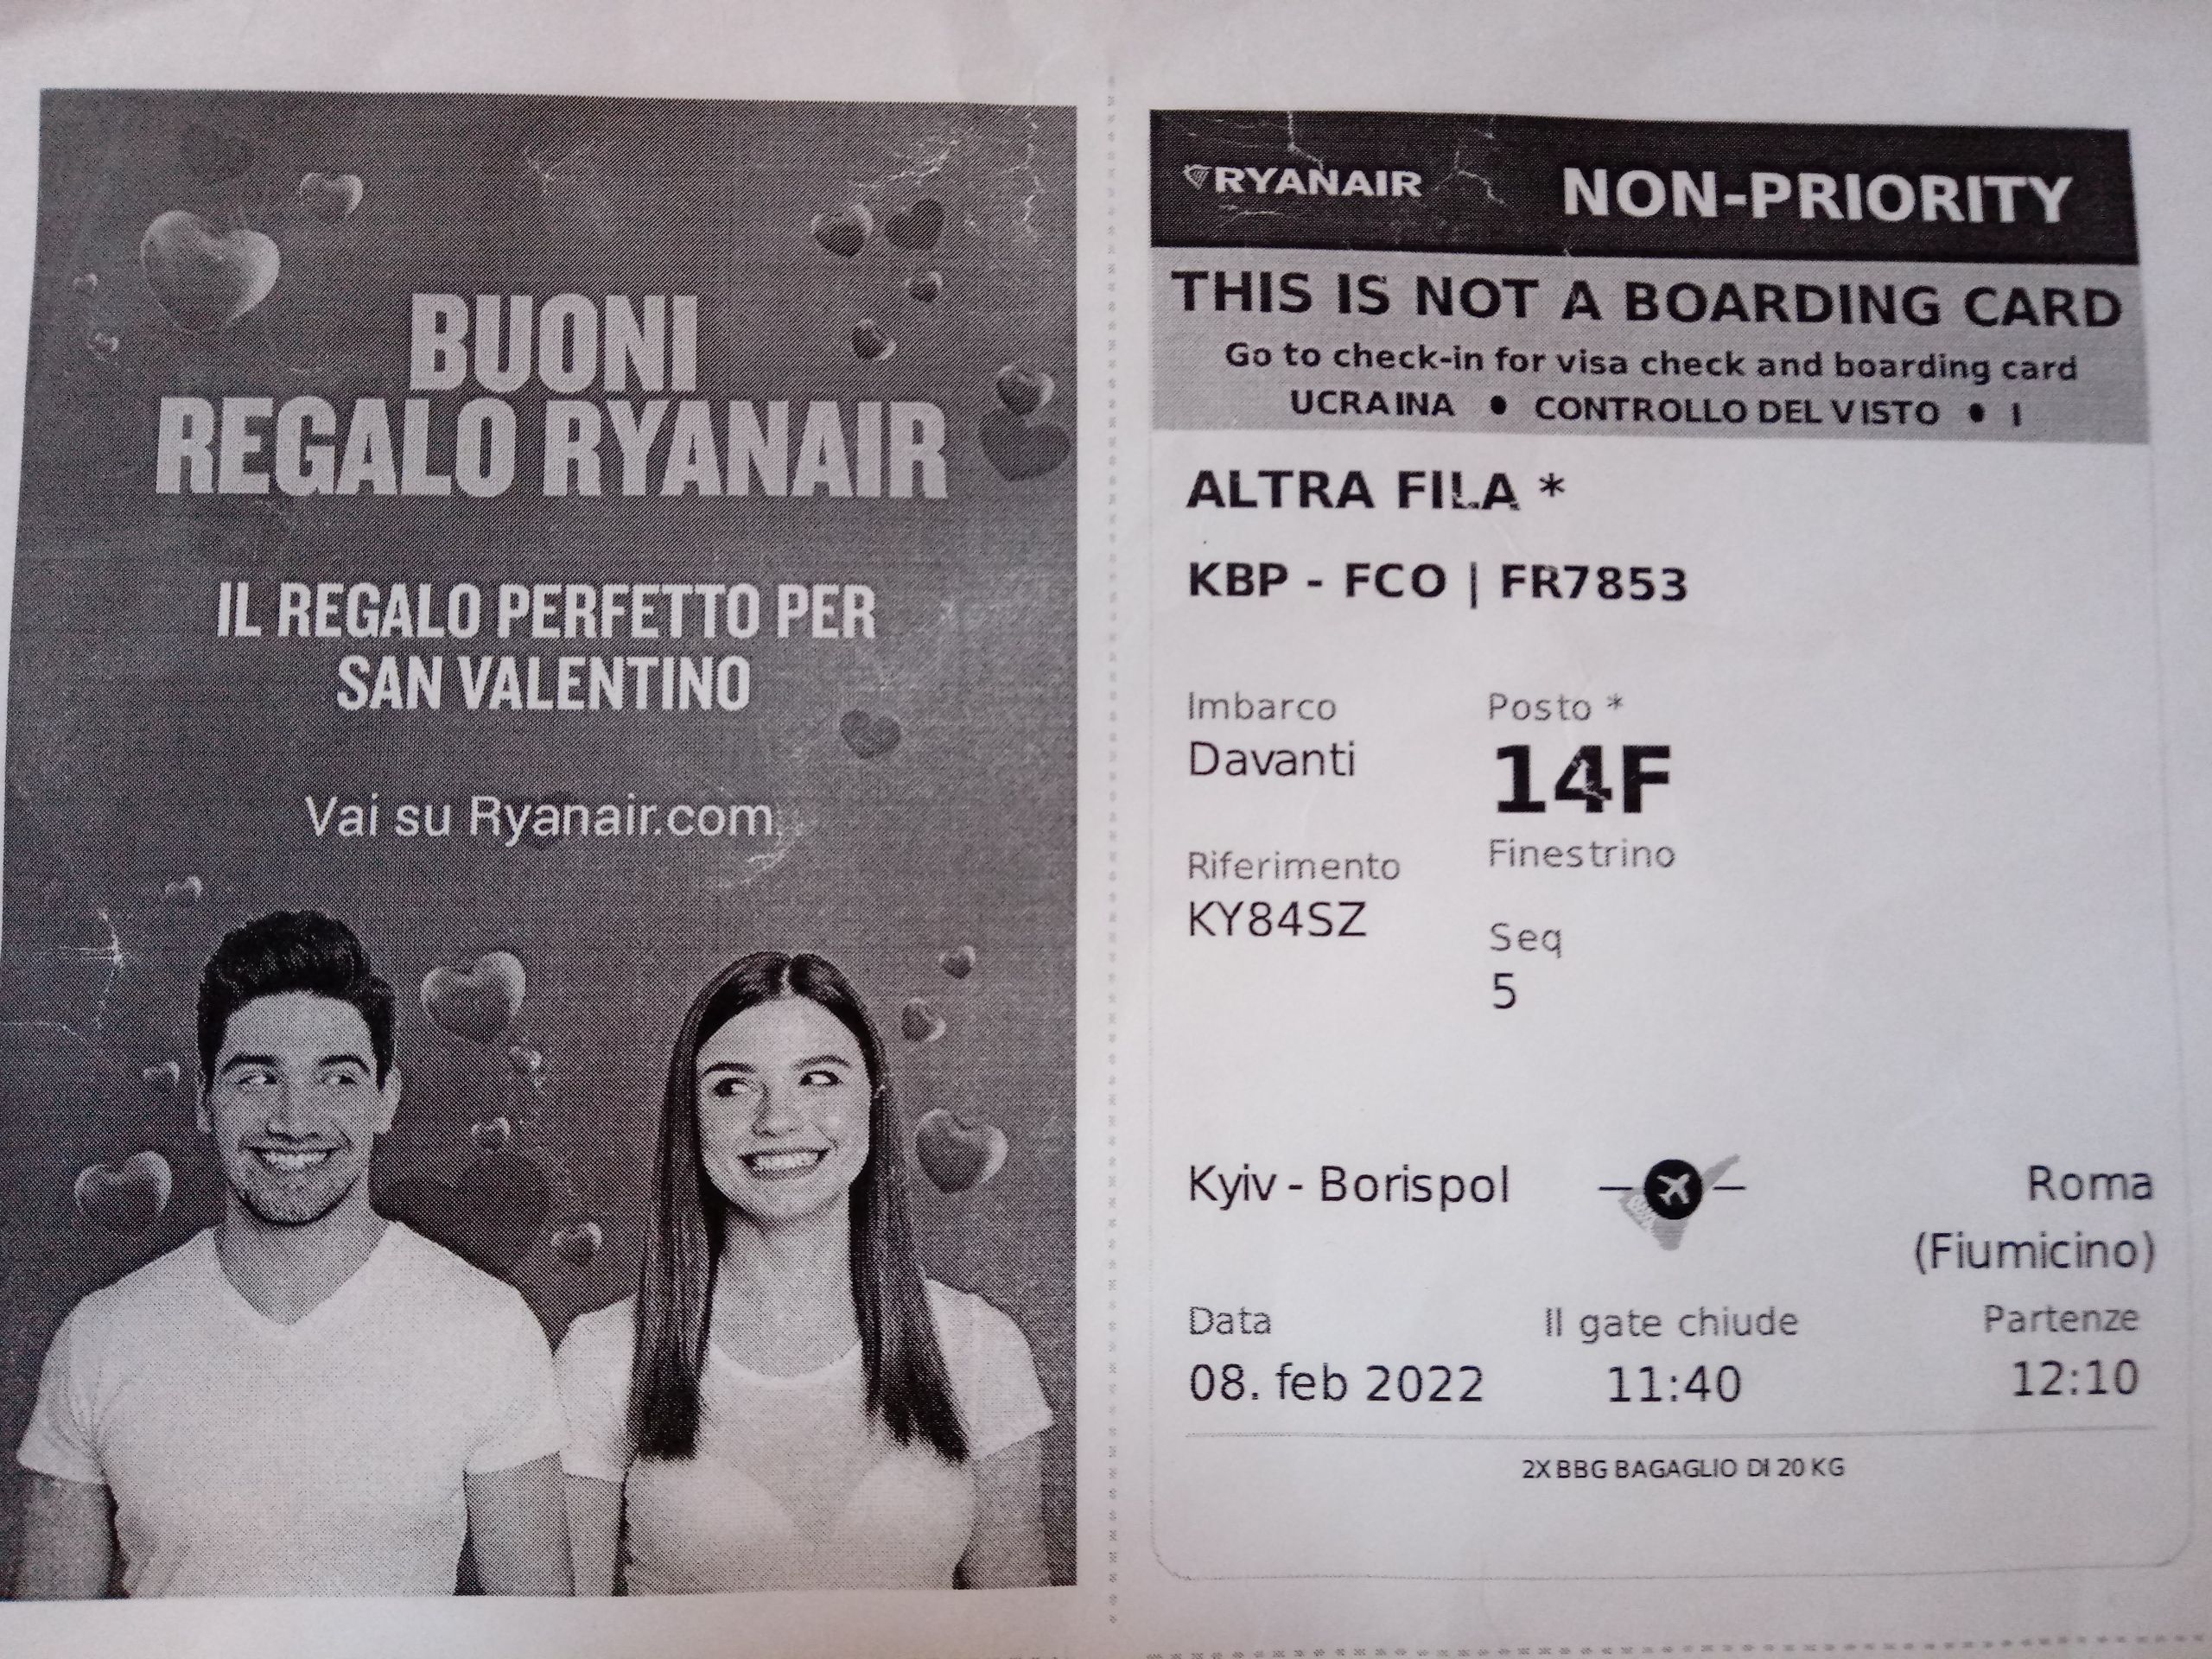 BUONI
REGALO RYANAIR
IL REGALO PERFETTO PER
SAN VALENTINO
Vai su Ryanair.com
RYANAIR NON-PRIORITY
THIS IS NOT A BOARDING CARD
Go to check-in for visa check and boarding card
UCRAINA • CONTROLLO DEL VISTO • I
ALTRA FILA *
KBP - FCO | FR7853
Imbarco Posto *
Davanti 14F
Finestrino
Riferimento
KY84SZ
Seq
5
Kyiv - Borispol Roma
(Fiumicino)
Data Il gate chiude Partenze
08. feb 2022 11:40 12:10
2X BBG BAGAGLIO DI 20 KG